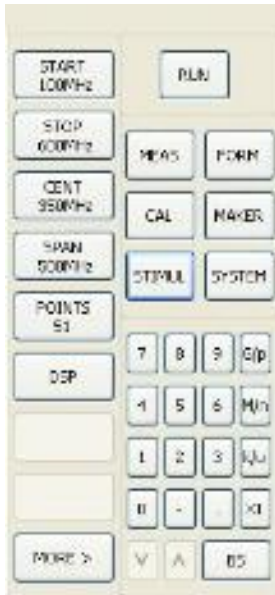 START
100MHz
RUN
STOP
600MHz
MEAS
FORM
CENT
350MHz
CAL
MAKER
SPAN
500MHz
STIMUL
SYSTEM
POINTS
51
7
8
9
G/p
DSP
4
5
6
M/n
1
2
3
k/u
0
-
.
X1
MORE >
V
Λ
BS